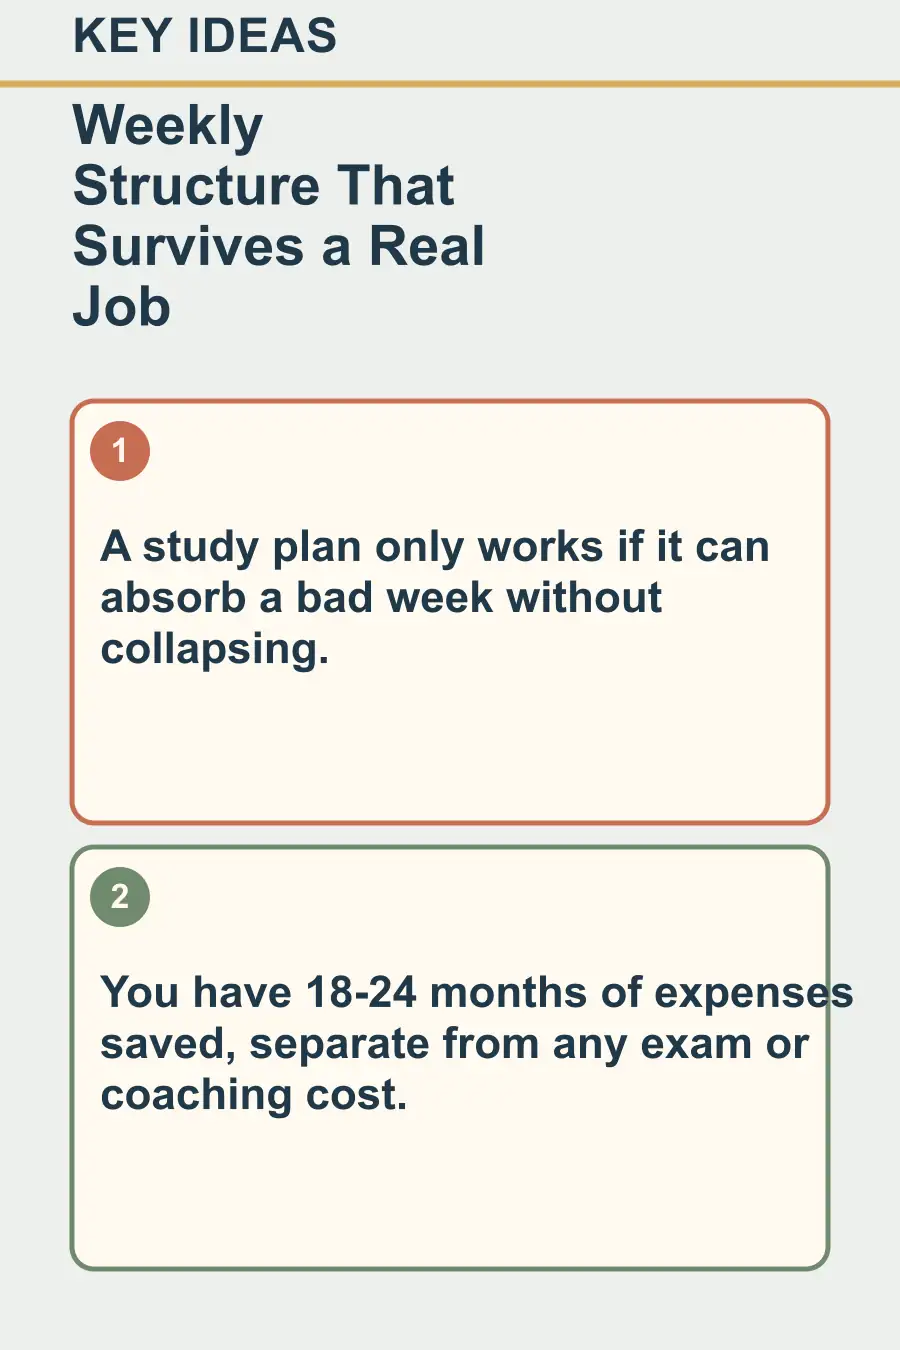 KEY IDEAS
Weekly
Structure That
Survives a Real
Job
1
A study plan only works if it can
absorb a bad week without
collapsing.
2
You have 18-24 months of expenses
saved, separate from any exam or
coaching cost.